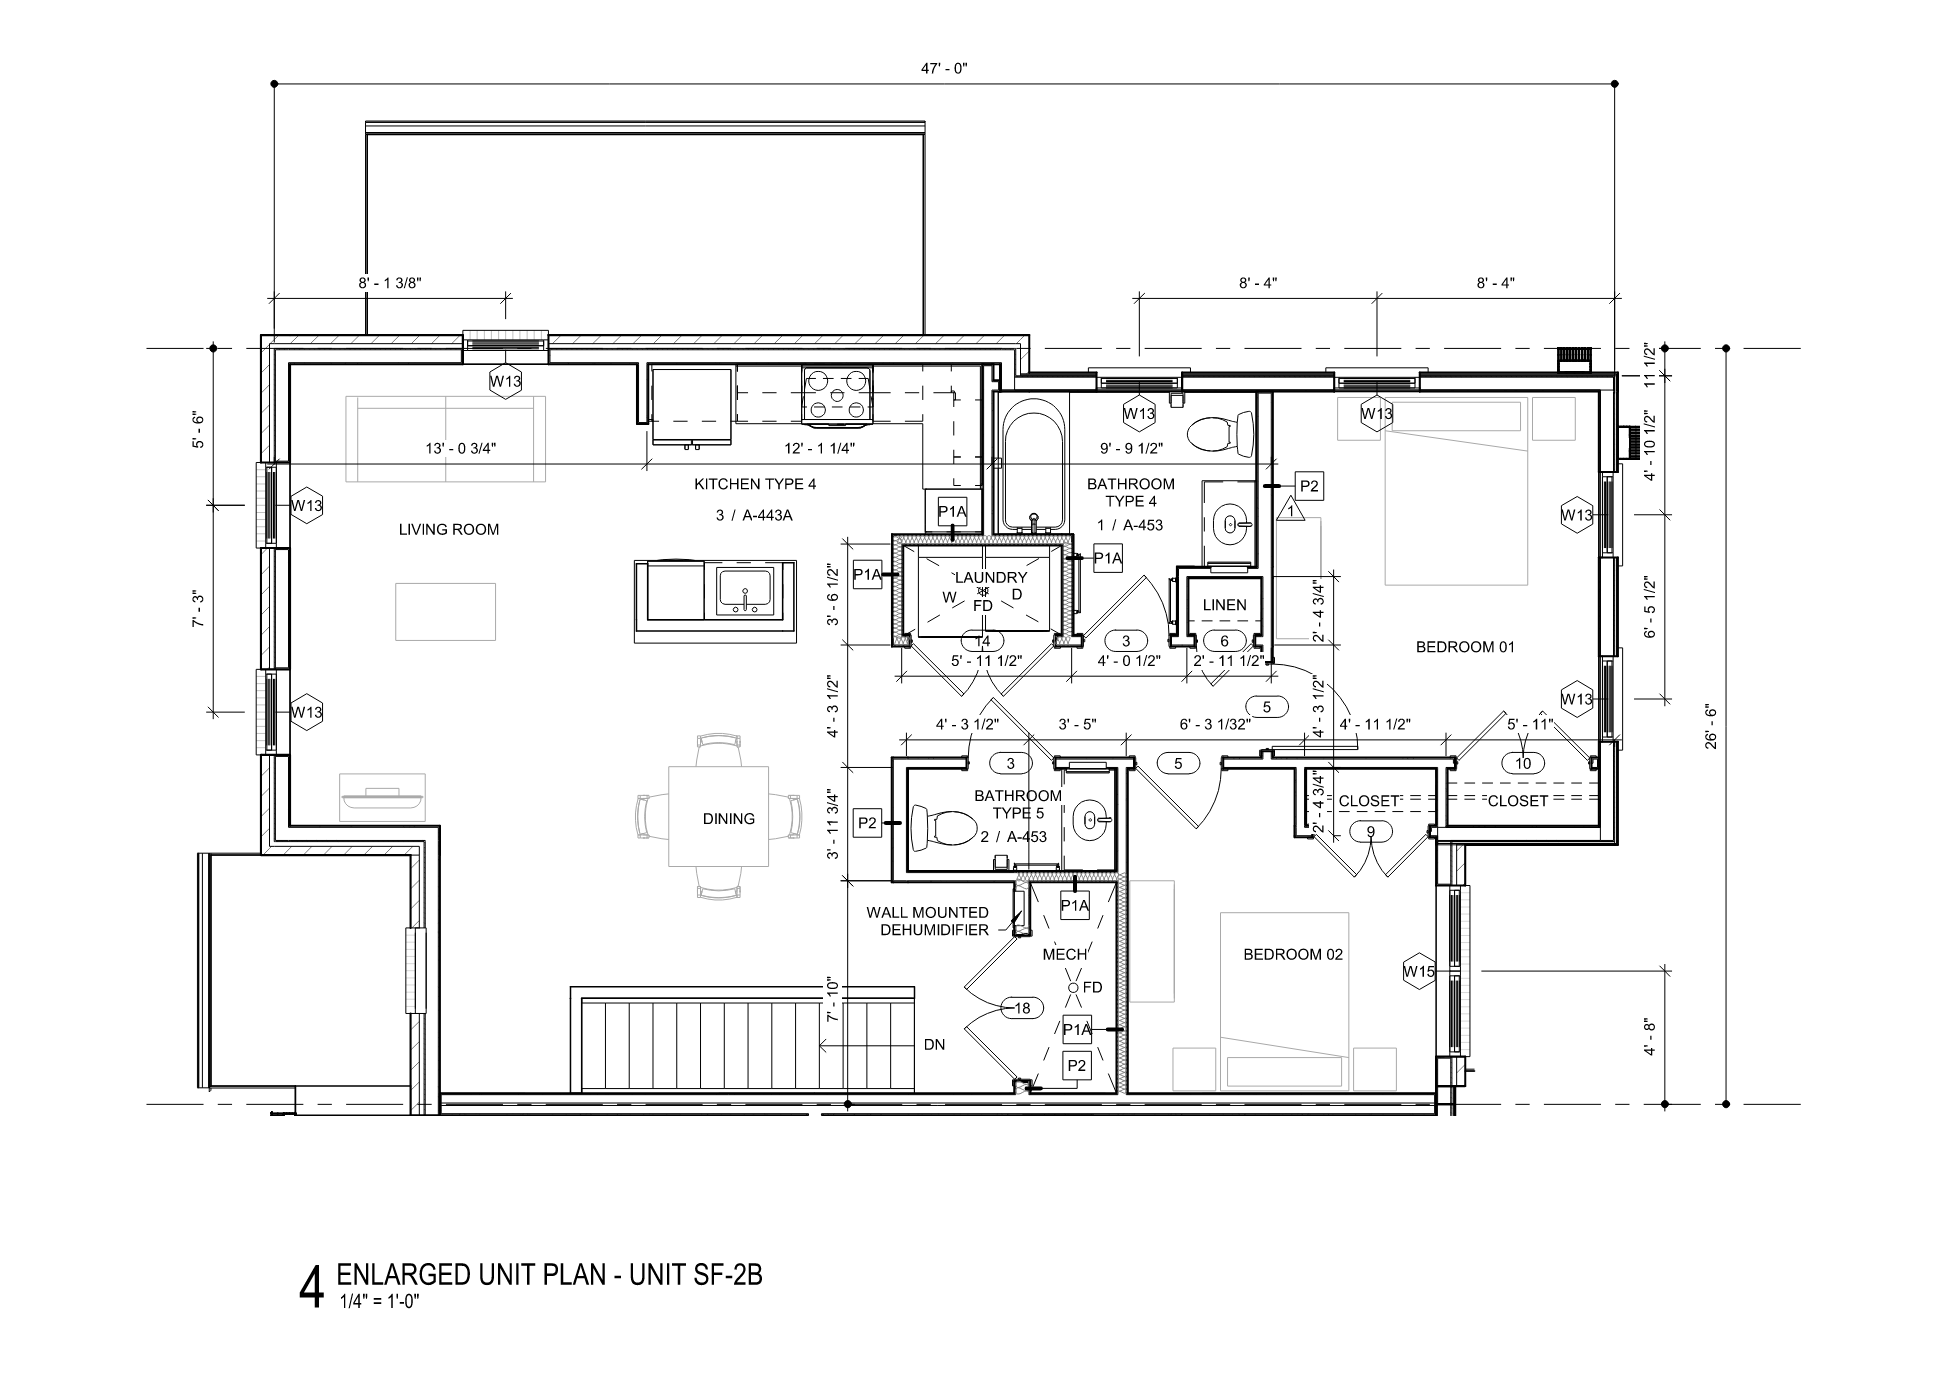 47' - 0"
8' - 1 3/8"
8' - 4"
8' - 4"
11 1/2"
W13
W13
W13
5' - 6"
4' - 10 1/2"
13' - 0 3/4"
12' - 1 1/4"
9' - 9 1/2"
KITCHEN TYPE 4
3 / A-443A
BATHROOM
TYPE 4
1 / A-453
P2
1
W13
W13
P1A
LIVING ROOM
P1A
P1A
LAUNDRY
W
D
FD
3' - 6 1/2"
7' - 3"
2' - 4 3/4"
6' - 5 1/2"
LINEN
14
3
6
BEDROOM 01
5' - 11 1/2"
4' - 0 1/2"
2' - 11 1/2"
W13
W13
5
4' - 3 1/2"
4' - 3 1/2"
26' - 6"
4' - 3 1/2"
3' - 5"
6' - 3 1/32"
4' - 11 1/2"
5' - 11"
3
5
10
BATHROOM
TYPE 5
2 / A-453
CLOSET
CLOSET
2' - 4 3/4"
9
DINING
P2
3' - 11 3/4"
WALL MOUNTED
DEHUMIDIFIER
P1A
MECH
BEDROOM 02
W15
FD
7' - 10"
18
P1A
DN
P2
4' - 8"
4 ENLARGED UNIT PLAN - UNIT SF-2B
1/4" = 1'-0"